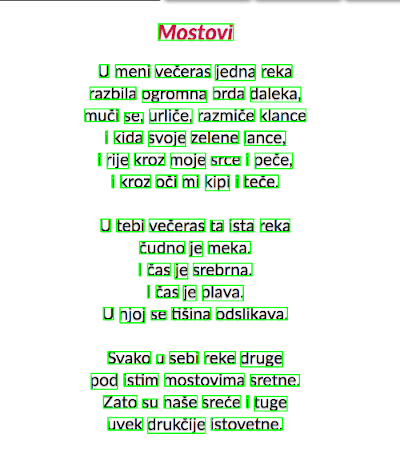 Mostovi
U meni večeras jedna reka
razbila ogromna brda daleka,
muči se, urliče, razmiče klance
i kida svoje zelene lance,
i rije kroz moje srce i peče,
i kroz oči mi kipi i teče.
U tebi večeras ta ista reka
čudno je meka.
I čas je srebrna.
I čas je plava.
U njoj se tišina odslikava.
Svako u sebi reke druge
pod istim mostovima sretne.
Zato su naše sreće i tuge
uvek drukčije istovetne.